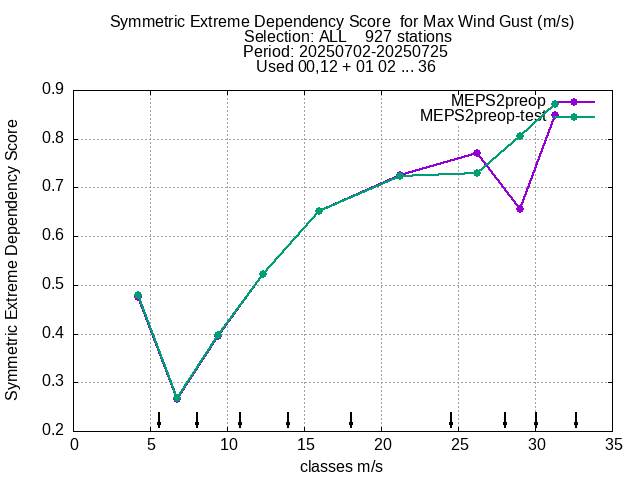 Symmetric Extreme Dependency Score  for Max Wind Gust (m/s)
Selection: ALL    927 stations
Period: 20250702-20250725
Used 00,12 + 01 02 ... 36
MEPS2preop
MEPS2preop-test
Symmetric Extreme Dependency Score
0.9
0.8
0.7
0.6
0.5
0.4
0.3
0.2
0 5 10 15 20 25 30 35
classes m/s